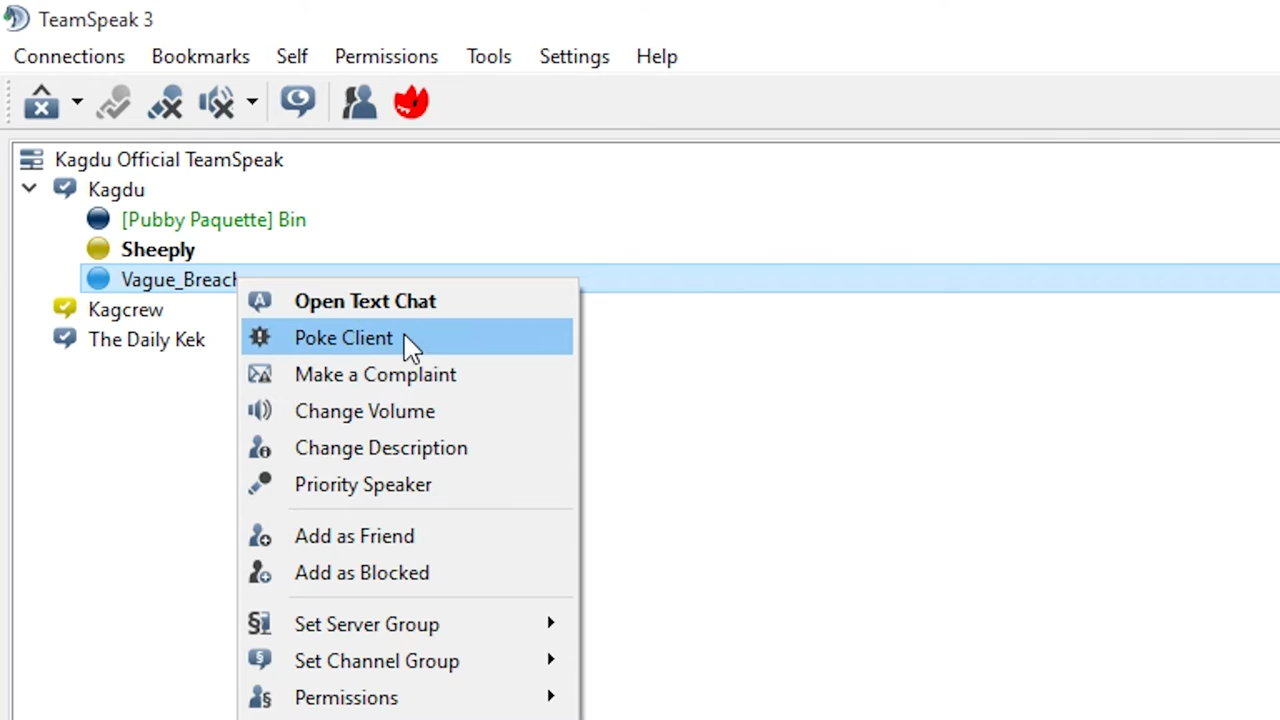 TeamSpeak 3
Connections Bookmarks Self Permissions Tools Settings Help
Kagdu Official TeamSpeak
Kagdu
[Pubby Paquette] Bin
Sheeply
Vague_Breach
Kagcrew
The Daily Kek
Open Text Chat
Poke Client
Make a Complaint
Change Volume
Change Description
Priority Speaker
Add as Friend
Add as Blocked
Set Server Group
Set Channel Group
Permissions